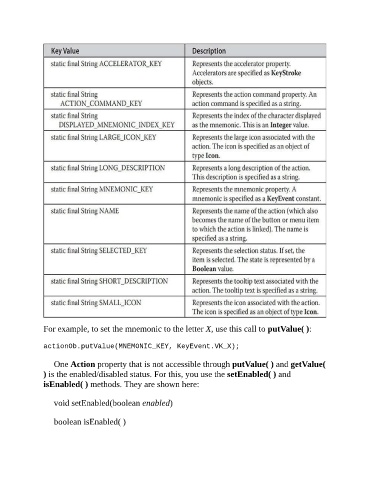 Key Value Description
static final String ACCELERATOR_KEY Represents the accelerator property.
Accelerators are specified as KeyStroke
objects.
static final String Represents the action command property. An
ACTION_COMMAND_KEY action command is specified as a string.
static final String Represents the index of the character displayed
DISPLAYED_MNEMONIC_INDEX_KEY as the mnemonic. This is an Integer value.
static final String LARGE_ICON_KEY Represents the large icon associated with the
action. The icon is specified as an object of
type Icon.
static final String LONG_DESCRIPTION Represents a long description of the action.
This description is specified as a string.
static final String MNEMONIC_KEY Represents the mnemonic property. A
mnemonic is specified as a KeyEvent constant.
static final String NAME Represents the name of the action (which also
becomes the name of the button or menu item
to which the action is linked). The name is
specified as a string.
static final String SELECTED_KEY Represents the selection status. If set, the
item is selected. The state is represented by a
Boolean value.
static final String SHORT_DESCRIPTION Represents the tooltip text associated with the
action. The tooltip text is specified as a string.
static final String SMALL_ICON Represents the icon associated with the action.
The icon is specified as an object of type Icon.
For example, to set the mnemonic to the letter X, use this call to putValue( ):
actionOb.putValue(MNEMONIC_KEY, KeyEvent.VK_X);
One Action property that is not accessible through putValue( ) and getValue(
) is the enabled/disabled status. For this, you use the setEnabled( ) and
isEnabled( ) methods. They are shown here:
void setEnabled(boolean enabled)
boolean isEnabled( )